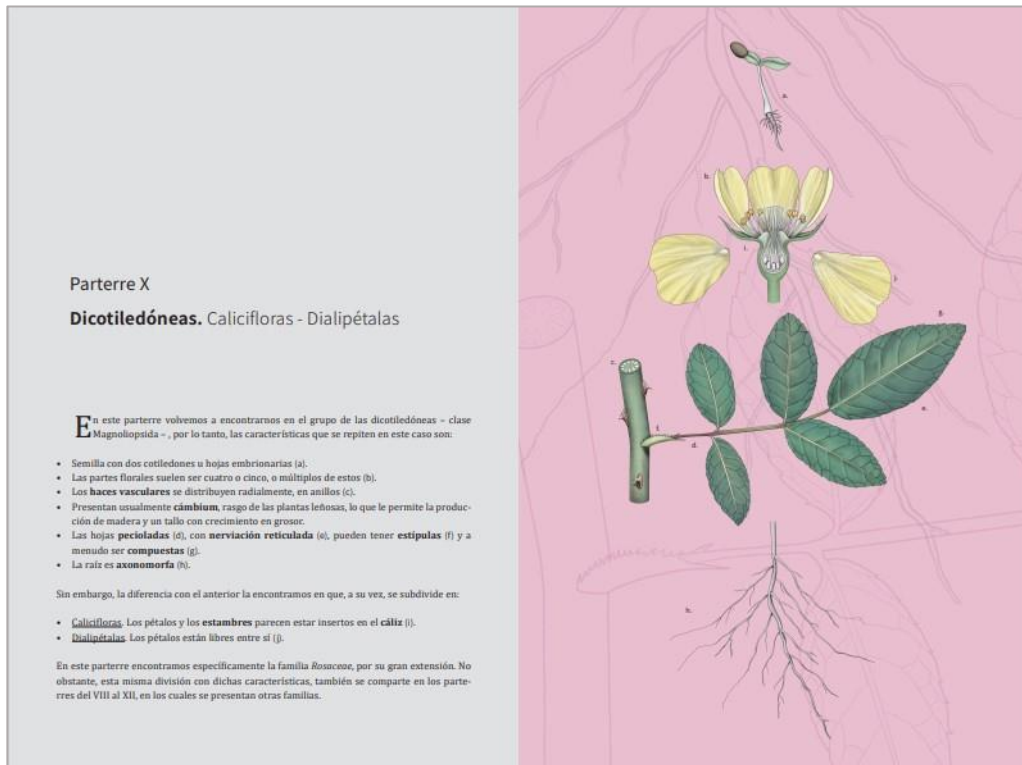 Parterre X
Dicotiledóneas. Calicifloras - Dialipétalas
En este parterre volvemos a encontrarnos en el grupo de las dicotiledóneas – clase
Magnoliopsida – , por lo tanto, las características que se repiten en este caso son:
• Semilla con dos cotiledones u hojas embrionarias (a).
• Las partes florales suelen ser cuatro o cinco, o múltiplos de estos (b).
• Los haces vasculares se distribuyen radialmente, en anillos (c).
• Presentan usualmente cámbium, rasgo de las plantas leñosas, lo que le permite la produc-
ción de madera y un tallo con crecimiento en grosor.
• Las hojas pecioladas (d), con nerviación reticulada (e), pueden tener estípulas (f) y a
menudo ser compuestas (g).
• La raíz es axonomorfa (h).
Sin embargo, la diferencia con el anterior la encontramos en que, a su vez, se subdivide en:
• Calicifloras. Los pétalos y los estambres parecen estar insertos en el cáliz (i).
• Dialipétalas. Los pétalos están libres entre sí (j).
En este parterre encontramos específicamente la familia Rosaceae, por su gran extensión. No
obstante, esta misma división con dichas características, también se comparte en los parte-
rres del VIII al XII, en los cuales se presentan otras familias.
a.
b.
i.
j.
g.
c.
e.
f.
d.
h.